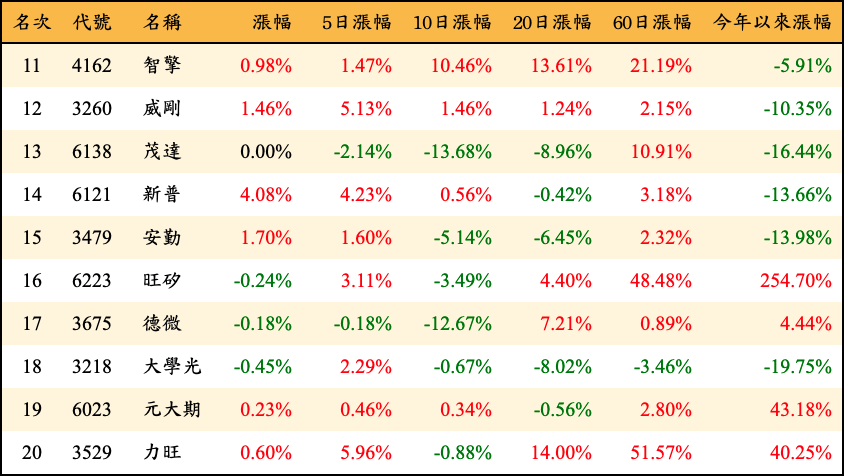 名次 代號 名稱 漲幅 5日漲幅 10日漲幅 20日漲幅 60日漲幅 今年以來漲幅
11 4162 智擎 0.98% 1.47% 10.46% 13.61% 21.19% -5.91%
12 3260 威剛 1.46% 5.13% 1.46% 1.24% 2.15% -10.35%
13 6138 茂達 0.00% -2.14% -13.68% -8.96% 10.91% -16.44%
14 6121 新普 4.08% 4.23% 0.56% -0.42% 3.18% -13.66%
15 3479 安勤 1.70% 1.60% -5.14% -6.45% 2.32% -13.98%
16 6223 旺矽 -0.24% 3.11% -3.49% 4.40% 48.48% 254.70%
17 3675 德微 -0.18% -0.18% -12.67% 7.21% 0.89% 4.44%
18 3218 大學光 -0.45% 2.29% -0.67% -8.02% -3.46% -19.75%
19 6023 元大期 0.23% 0.46% 0.34% -0.56% 2.80% 43.18%
20 3529 力旺 0.60% 5.96% -0.88% 14.00% 51.57% 40.25%